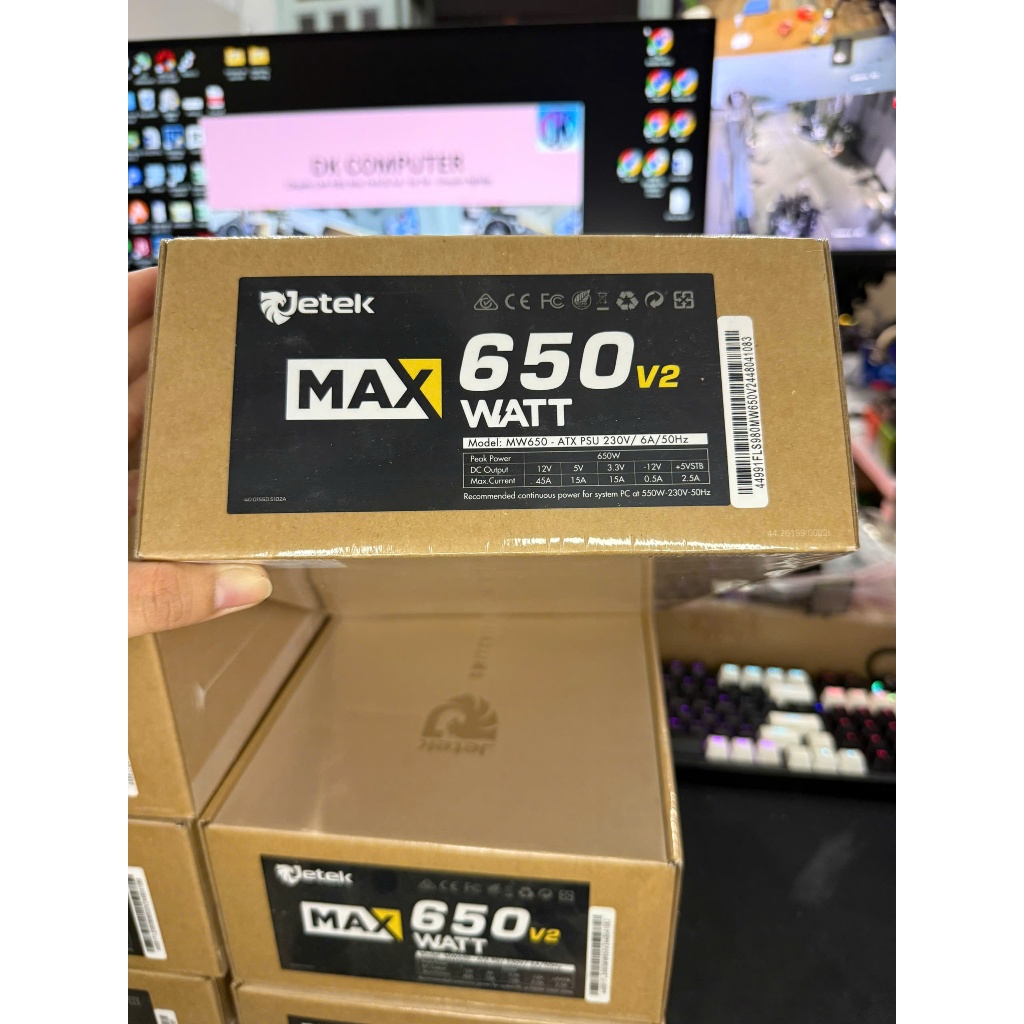 DK COMPUTER
Jetek
CE FC
MAX
650 V2
WATT
Model: MW650 - ATX PSU 230V/ 6A/50Hz
Peak Power 650W
DC Output 12V 5V 3.3V -12V +5VSTB
Max.Current 45A 15A 15A 0.5A 2.5A
Recommended continuous power for system PC at 550W-230V-50Hz
44991FLS980MW650V2448041083
Jetek
Jetek
MAX
650 V2
WATT